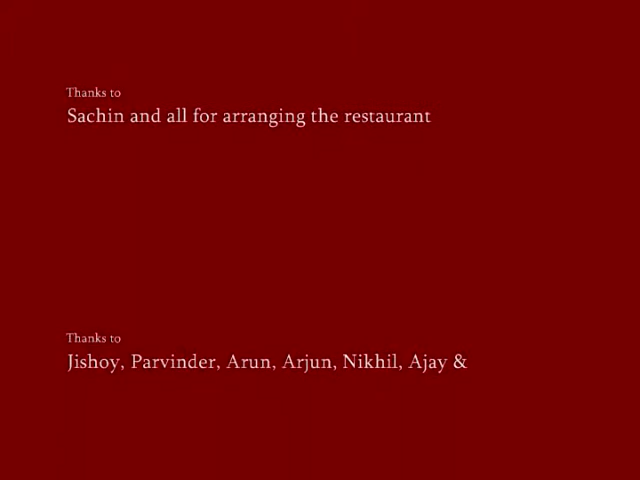 Thanks to
Sachin and all for arranging the restaurant
Thanks to
Jishoy, Parvinder, Arun, Arjun, Nikhil, Ajay &